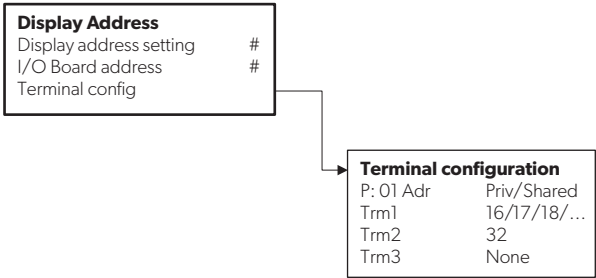 Display Address
Display address setting #
I/O Board address #
Terminal config
Terminal configuration
P: 01 Adr Priv/Shared
Trm1 16/17/18/...
Trm2 32
Trm3 None